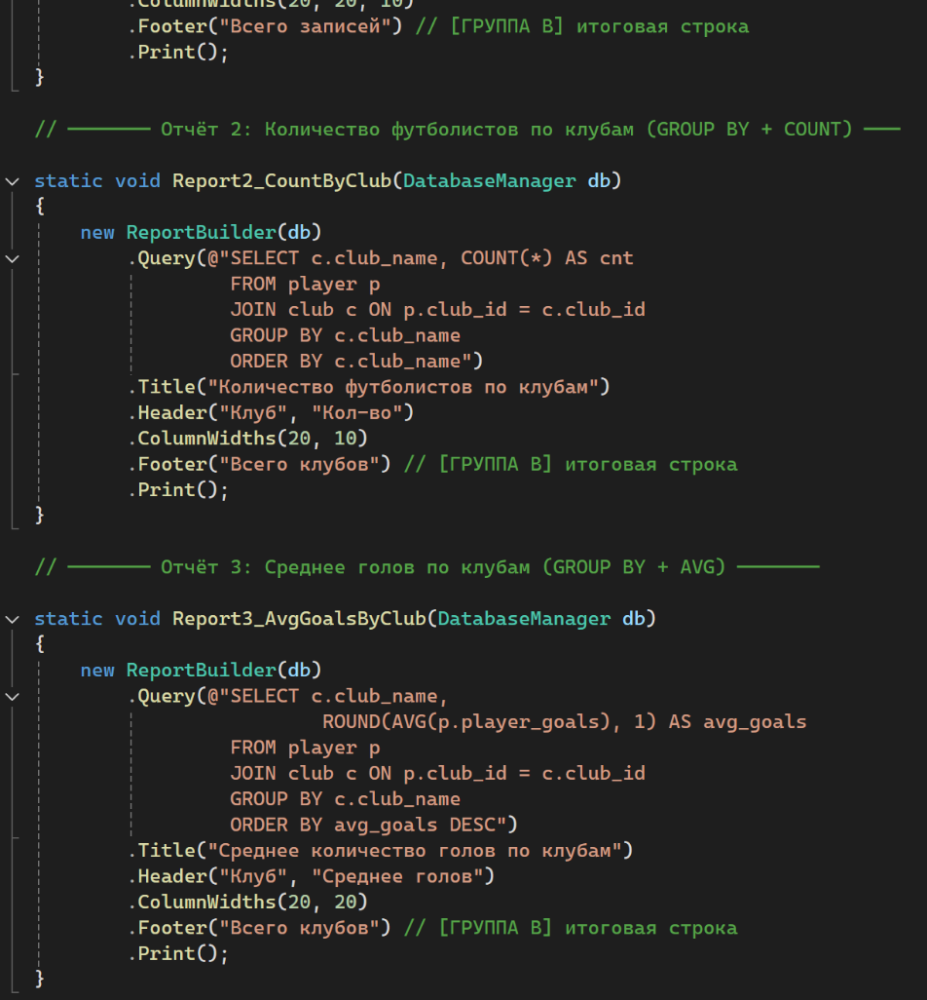 .ColumnWidths(20, 20, 10)
.Footer("Всего записей") // [ГРУППА В] итоговая строка
.Print();
}
// ——— Отчёт 2: Количество футболистов по клубам (GROUP BY + COUNT) ——
static void Report2_CountByClub(DatabaseManager db)
{
new ReportBuilder(db)
.Query(@"SELECT c.club_name, COUNT(*) AS cnt
FROM player p
JOIN club c ON p.club_id = c.club_id
GROUP BY c.club_name
ORDER BY c.club_name")
.Title("Количество футболистов по клубам")
.Header("Клуб", "Кол-во")
.ColumnWidths(20, 10)
.Footer("Всего клубов") // [ГРУППА В] итоговая строка
.Print();
}
// ——— Отчёт 3: Среднее голов по клубам (GROUP BY + AVG) ———
static void Report3_AvgGoalsByClub(DatabaseManager db)
{
new ReportBuilder(db)
.Query(@"SELECT c.club_name,
ROUND(AVG(p.player_goals), 1) AS avg_goals
FROM player p
JOIN club c ON p.club_id = c.club_id
GROUP BY c.club_name
ORDER BY avg_goals DESC")
.Title("Среднее количество голов по клубам")
.Header("Клуб", "Среднее голов")
.ColumnWidths(20, 20)
.Footer("Всего клубов") // [ГРУППА В] итоговая строка
.Print();
}